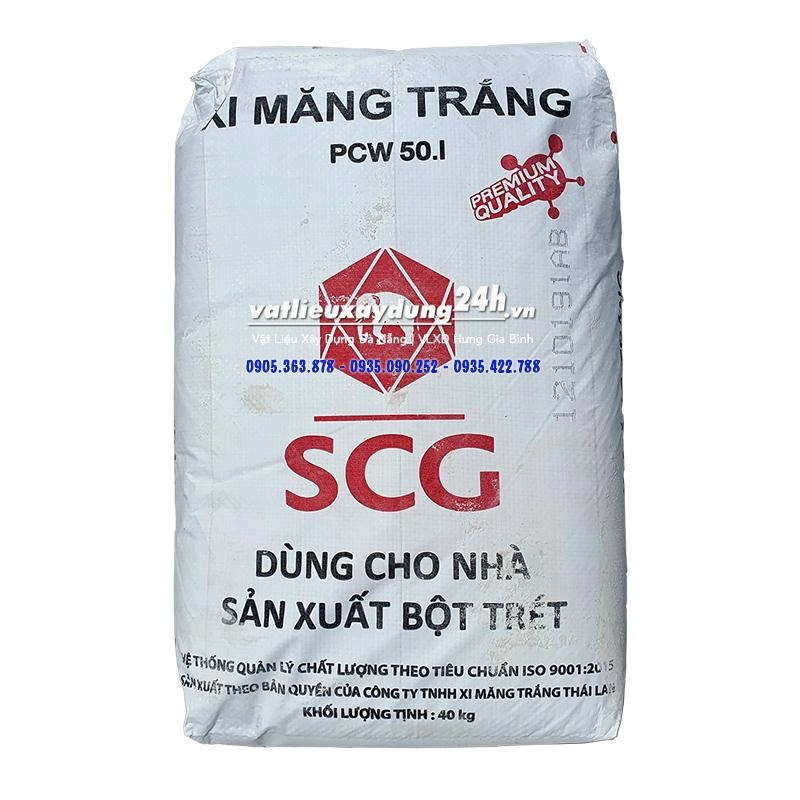 XI MĂNG TRẮNG
PCW 50.I
PREMIUM
QUALITY
1210191AB
vatlieuxaydung24h.vn
Vật Liệu Xây Dựng Đà Nẵng | VLXD Hưng Gia Bình
0905.363.878 - 0935.090.252 - 0935.422.788
SCG
DÙNG CHO NHÀ
SẢN XUẤT BỘT TRÉT
HỆ THỐNG QUẢN LÝ CHẤT LƯỢNG THEO TIÊU CHUẨN ISO 9001:2015
SẢN XUẤT THEO BẢN QUYỀN CỦA CÔNG TY TNHH XI MĂNG TRẮNG THÁI LAN
KHỐI LƯỢNG TỊNH : 40 kg